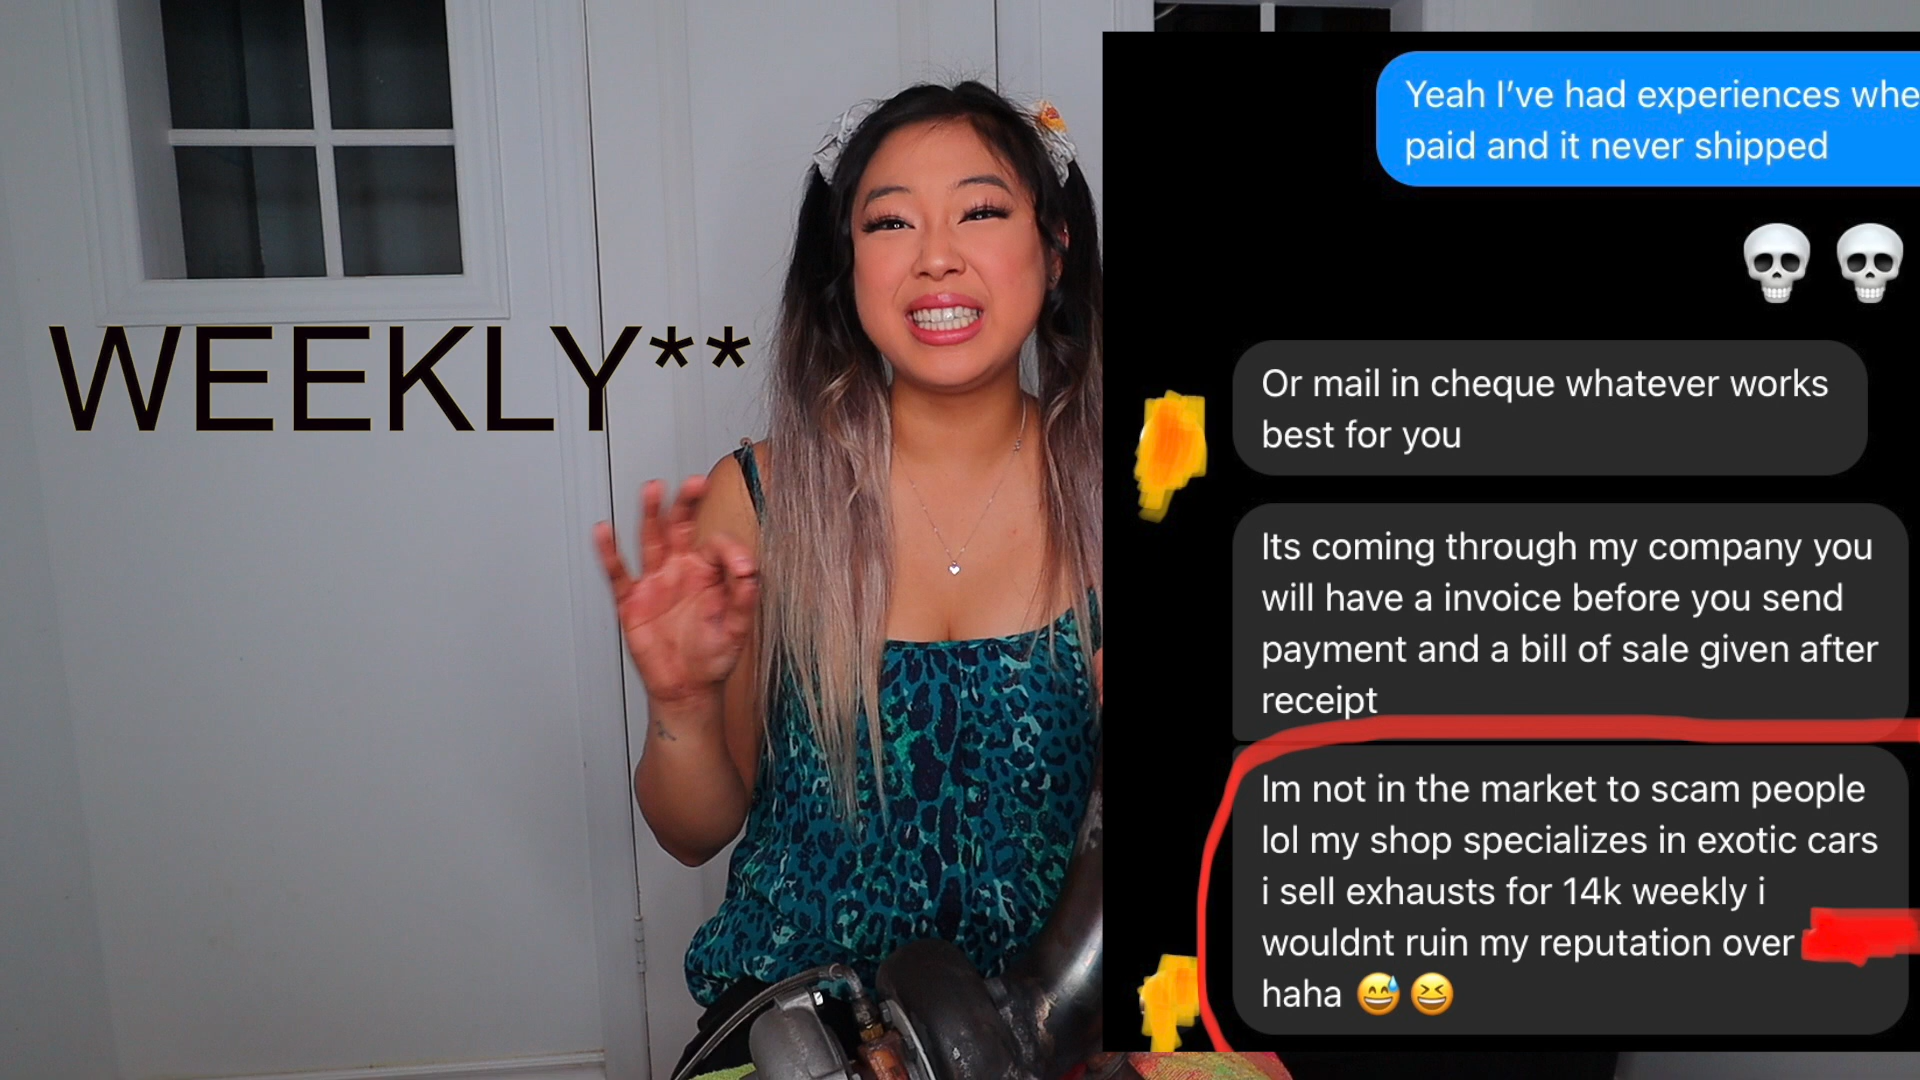 WEEKLY**
Yeah I've had experiences
paid and it never shipped
💀 💀
Or mail in cheque whatever works
best for you
Its coming through my company you
will have a invoice before you send
payment and a bill of sale given after
receipt
Im not in the market to scam people
lol my shop specializes in exotic cars
i sell exhausts for 14k weekly i
wouldnt ruin my reputation over
haha 😅😆